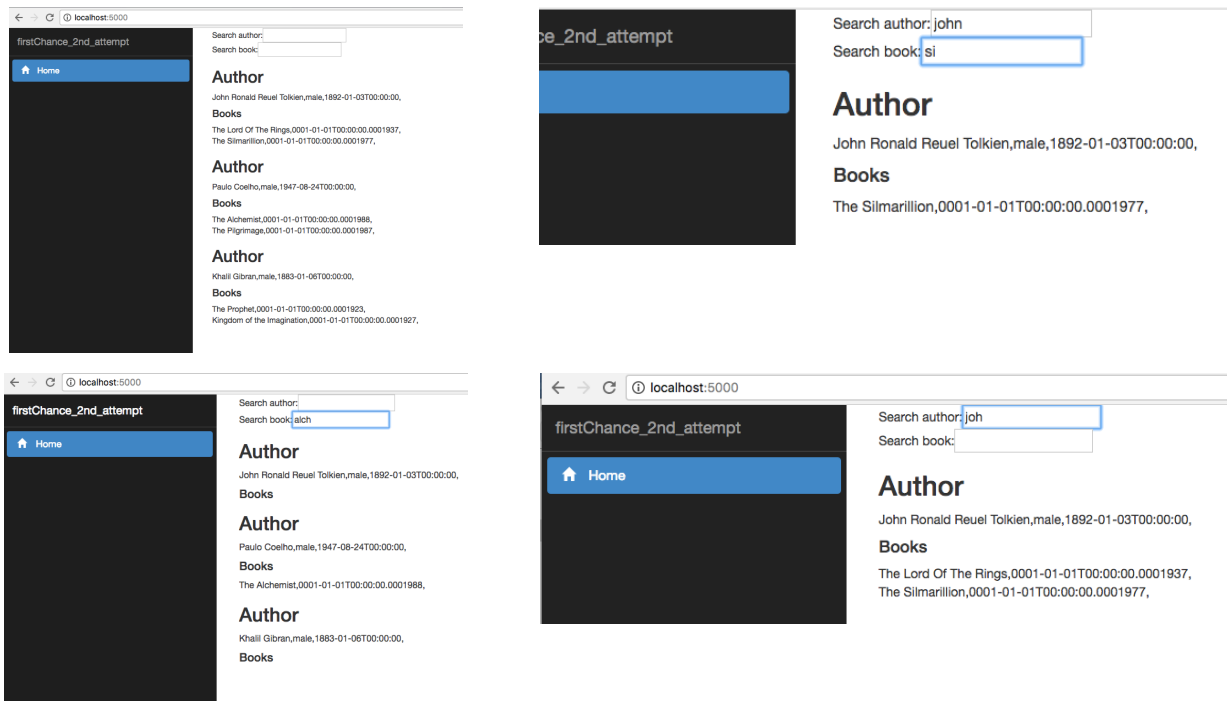 localhost:5000
firstChance_2nd_attempt
Home
Search author:
Search book:
Author
John Ronald Reuel Tolkien,male,1892-01-03T00:00:00,
Books
The Lord Of The Rings,0001-01-01T00:00:00.0001937,
The Silmarillion,0001-01-01T00:00:00.0001977,
Author
Paulo Coelho,male,1947-08-24T00:00:00,
Books
The Alchemist,0001-01-01T00:00:00.0001988,
The Pilgrimage,0001-01-01T00:00:00.0001987,
Author
Khalil Gibran,male,1883-01-06T00:00:00,
Books
The Prophet,0001-01-01T00:00:00.0001923,
Kingdom of the Imagination,0001-01-01T00:00:00.0001927,
ce_2nd_attempt
Search author: john
Search book: si
Author
John Ronald Reuel Tolkien,male,1892-01-03T00:00:00,
Books
The Silmarillion,0001-01-01T00:00:00.0001977,
localhost:5000
firstChance_2nd_attempt
Home
Search author:
Search book: alch
Author
John Ronald Reuel Tolkien,male,1892-01-03T00:00:00,
Books
Author
Paulo Coelho,male,1947-08-24T00:00:00,
Books
The Alchemist,0001-01-01T00:00:00.0001988,
Author
Khalil Gibran,male,1883-01-06T00:00:00,
Books
localhost:5000
firstChance_2nd_attempt
Home
Search author: joh
Search book:
Author
John Ronald Reuel Tolkien,male,1892-01-03T00:00:00,
Books
The Lord Of The Rings,0001-01-01T00:00:00.0001937,
The Silmarillion,0001-01-01T00:00:00.0001977,